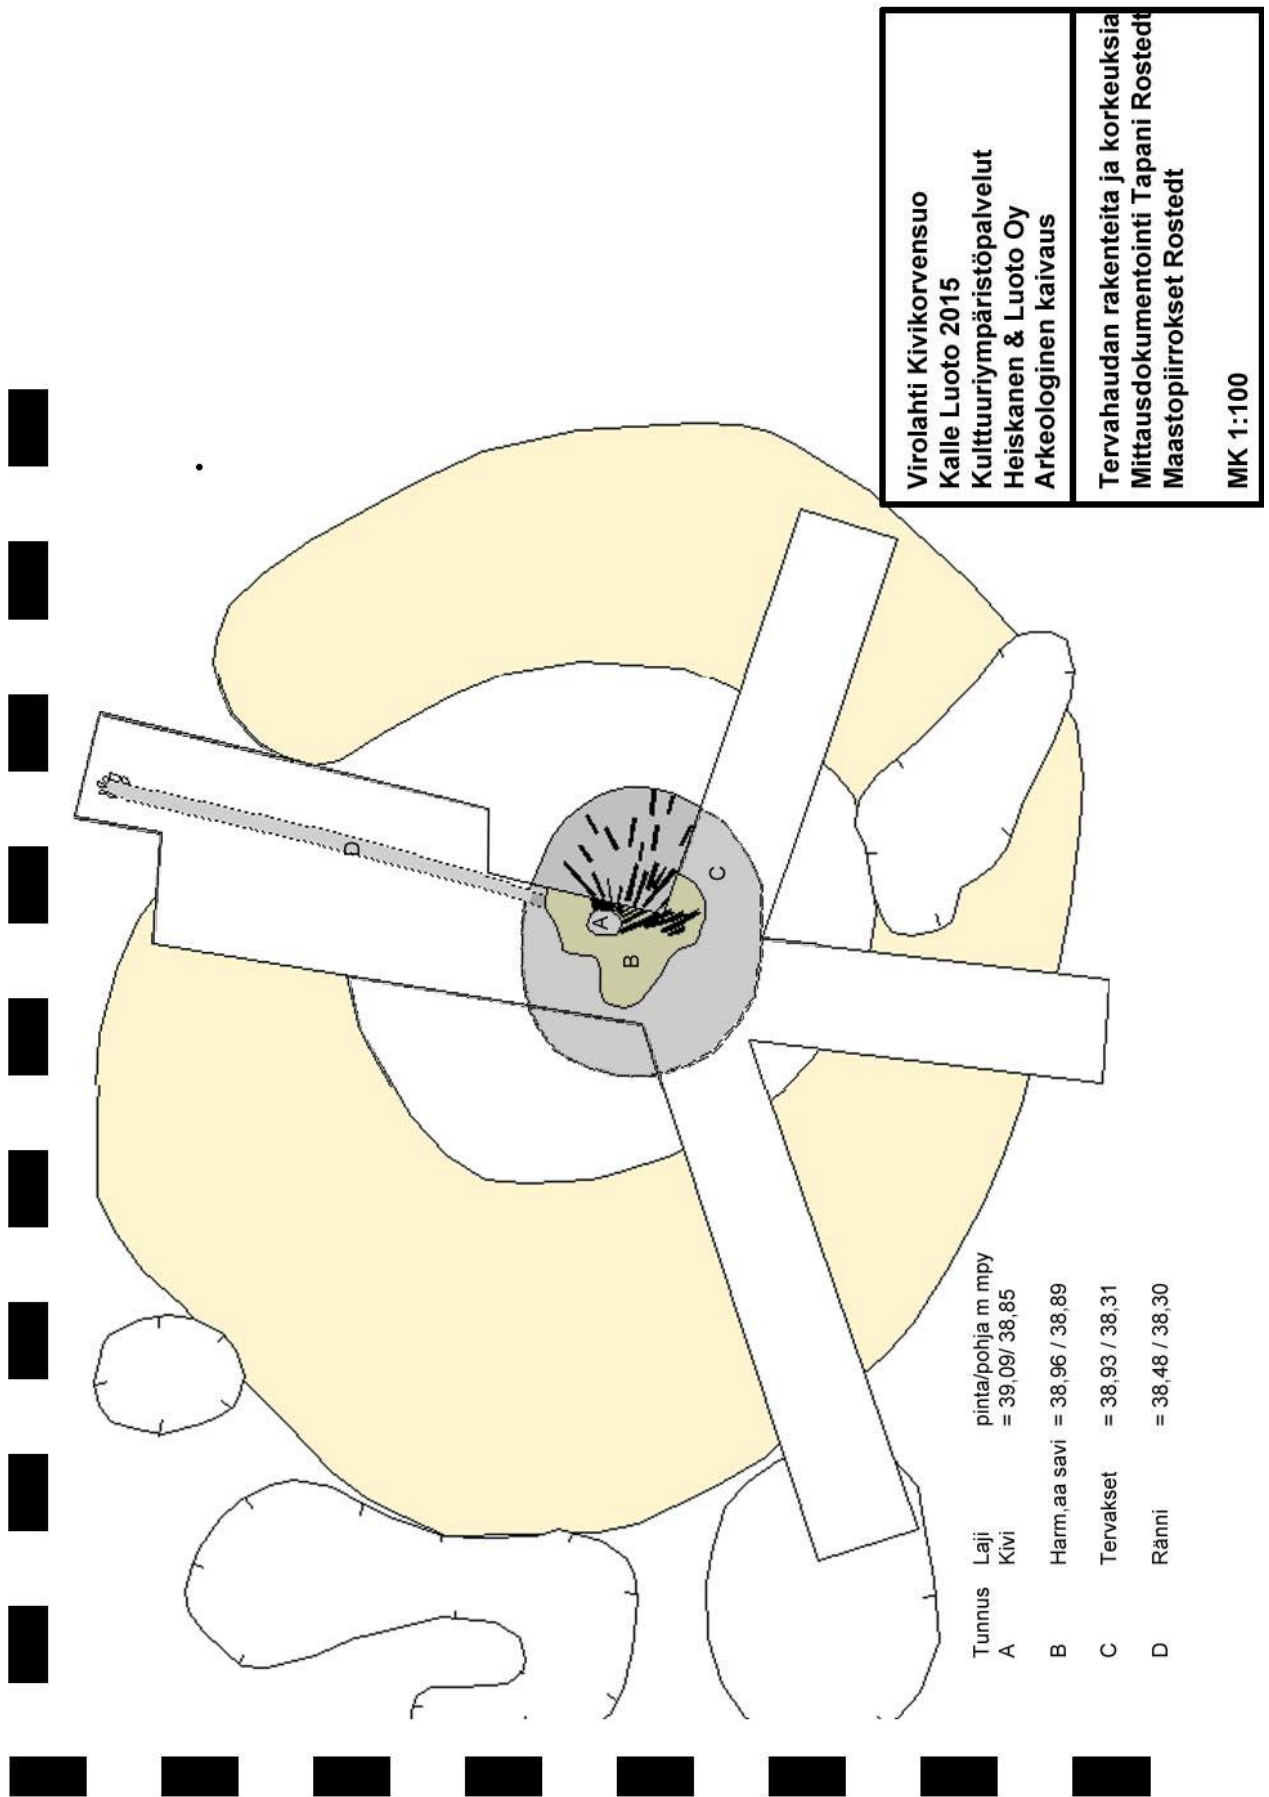 Virolahti Kivikorvensuo
Kalle Luoto 2015
Kulttuuriympäristöpalvelut
Heiskanen & Luoto Oy
Arkeologinen kaivaus
Tervahaudan rakenteita ja korkeuksia
Mittausdokumentointi Tapani Rostedt
Maastopiirrokset Rostedt
MK 1:100
D
A
B
C
Tunnus Laji pinta/pohja m mpy
A Kivi = 39,09/ 38,85
B Harm,aa savi = 38,96 / 38,89
C Tervakset = 38,93 / 38,31
D Ränni = 38,48 / 38,30